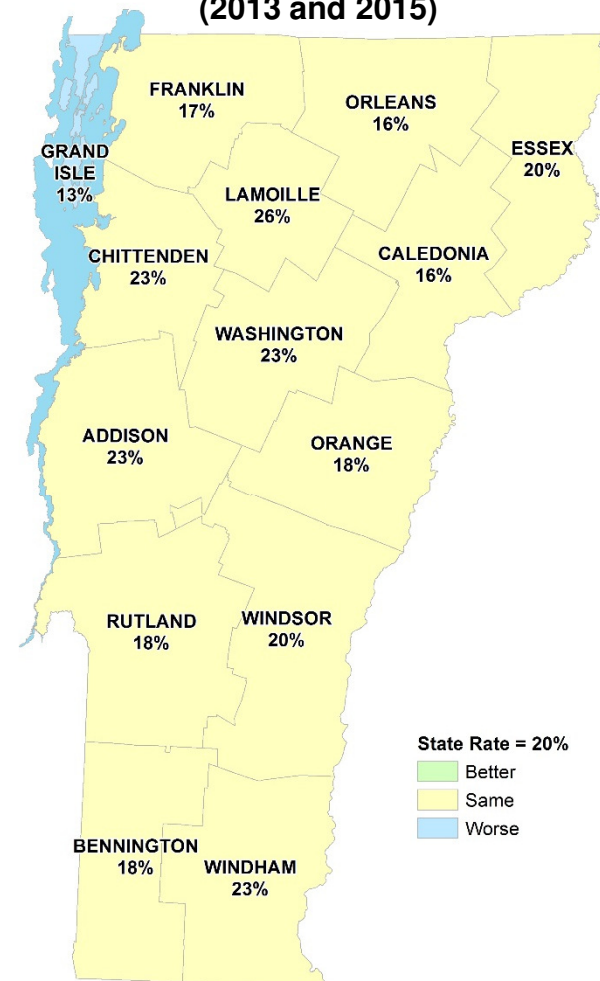 (2013 and 2015)
FRANKLIN
17%
ORLEANS
16%
ESSEX
20%
GRAND
ISLE
13%
LAMOILLE
26%
CHITTENDEN
23%
CALEDONIA
16%
WASHINGTON
23%
ADDISON
23%
ORANGE
18%
RUTLAND
18%
WINDSOR
20%
State Rate = 20%
Better
Same
Worse
BENNINGTON
18%
WINDHAM
23%